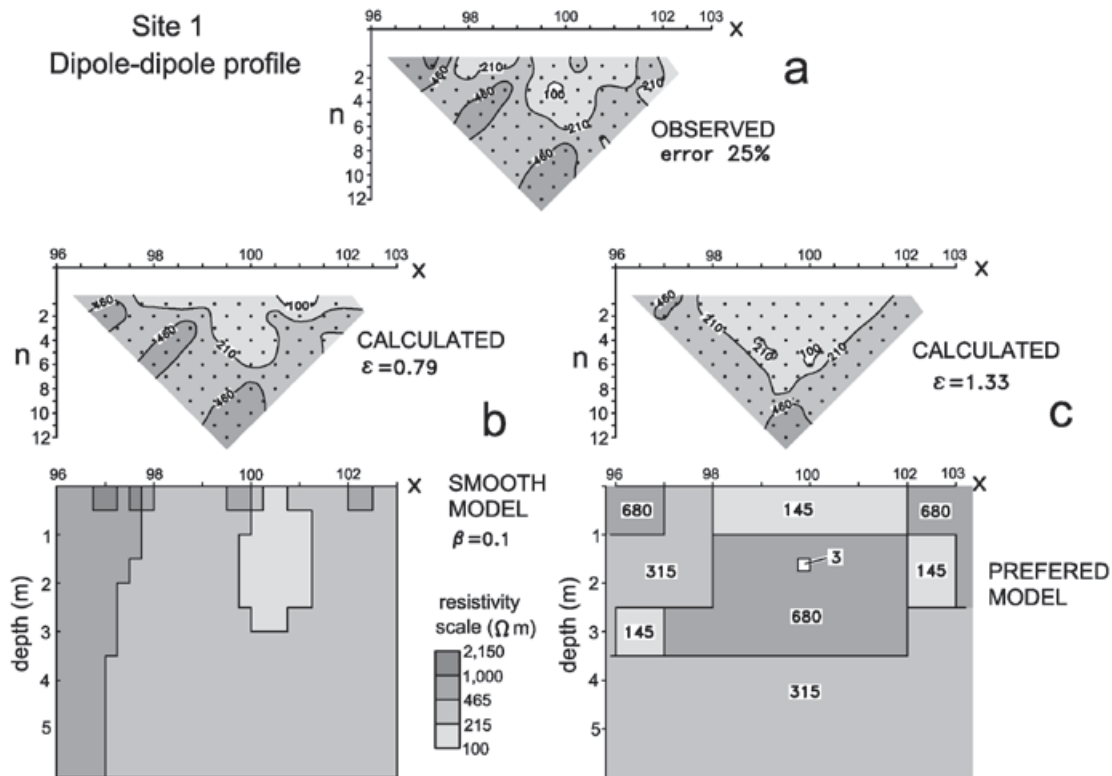 Site 1
Dipole-dipole profile
96 98 100 102 103 x
n
2
4
6
8
10
12
460
210
460
100
210
210
460
a
OBSERVED
error 25%
96 98 100 102 103 x
n
2
4
6
8
10
12
460
100
460
210
460
CALCULATED
ε=0.79
b
96 98 100 102 103 x
n
2
4
6
8
10
12
460
210
210
100
210
460
CALCULATED
ε=1.33
c
96 98 100 102 x
depth (m)
1
2
3
4
5
SMOOTH
MODEL
β=0.1
resistivity
scale (Ωm)
2,150
1,000
465
215
100
96 98 100 102 103 x
depth (m)
1
2
3
4
5
680 145 680
3
315 145
680
145
315
PREFERED
MODEL